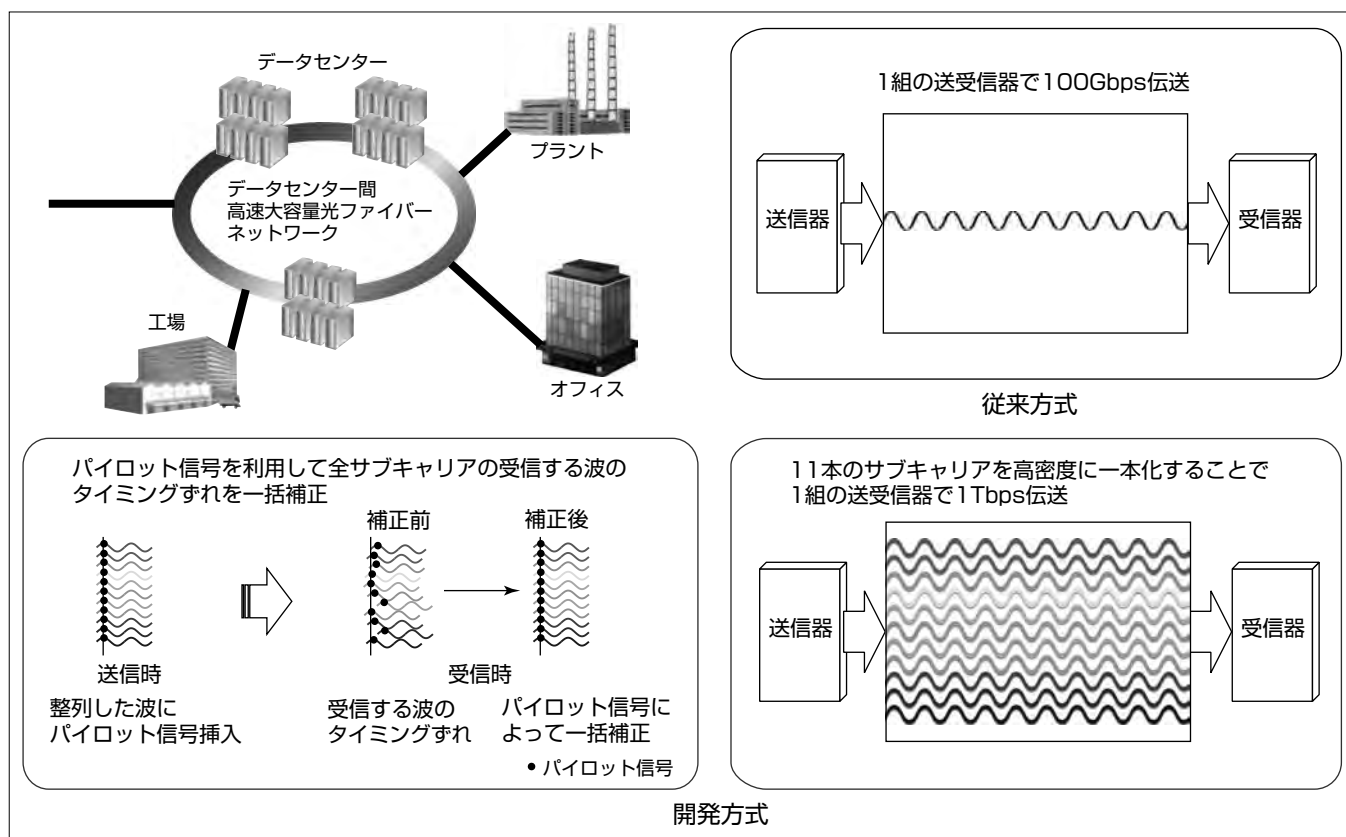 データセンター
プラント
データセンター間
高速大容量光ファイバー
ネットワーク
工場
オフィス
1組の送受信器で100Gbps伝送
送信器
受信器
従来方式
パイロット信号を利用して全サブキャリアの受信する波の
タイミングずれを一括補正
補正前
補正後
送信時
受信時
整列した波に
パイロット信号挿入
受信する波の
タイミングずれ
パイロット信号に
よって一括補正
• パイロット信号
11本のサブキャリアを高密度に一本化することで
1組の送受信器で1Tbps伝送
送信器
受信器
開発方式